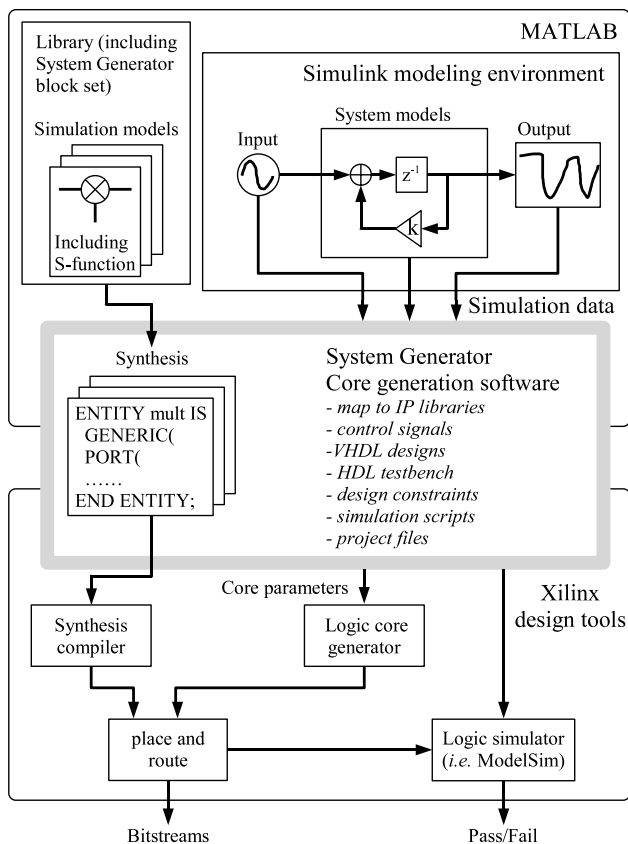 MATLAB
Library (including
System Generator
block set)
Simulation models
Including
S-function
Simulink modeling environment
System models
Input
Output
z-1
k
Simulation data
Synthesis
ENTITY mult IS
GENERIC(
PORT(
……
END ENTITY;
System Generator
Core generation software
- map to IP libraries
- control signals
-VHDL designs
- HDL testbench
- design constraints
- simulation scripts
- project files
Core parameters
Xilinx
design tools
Synthesis
compiler
Logic core
generator
place and
route
Logic simulator
(i.e. ModelSim)
Bitstreams
Pass/Fail